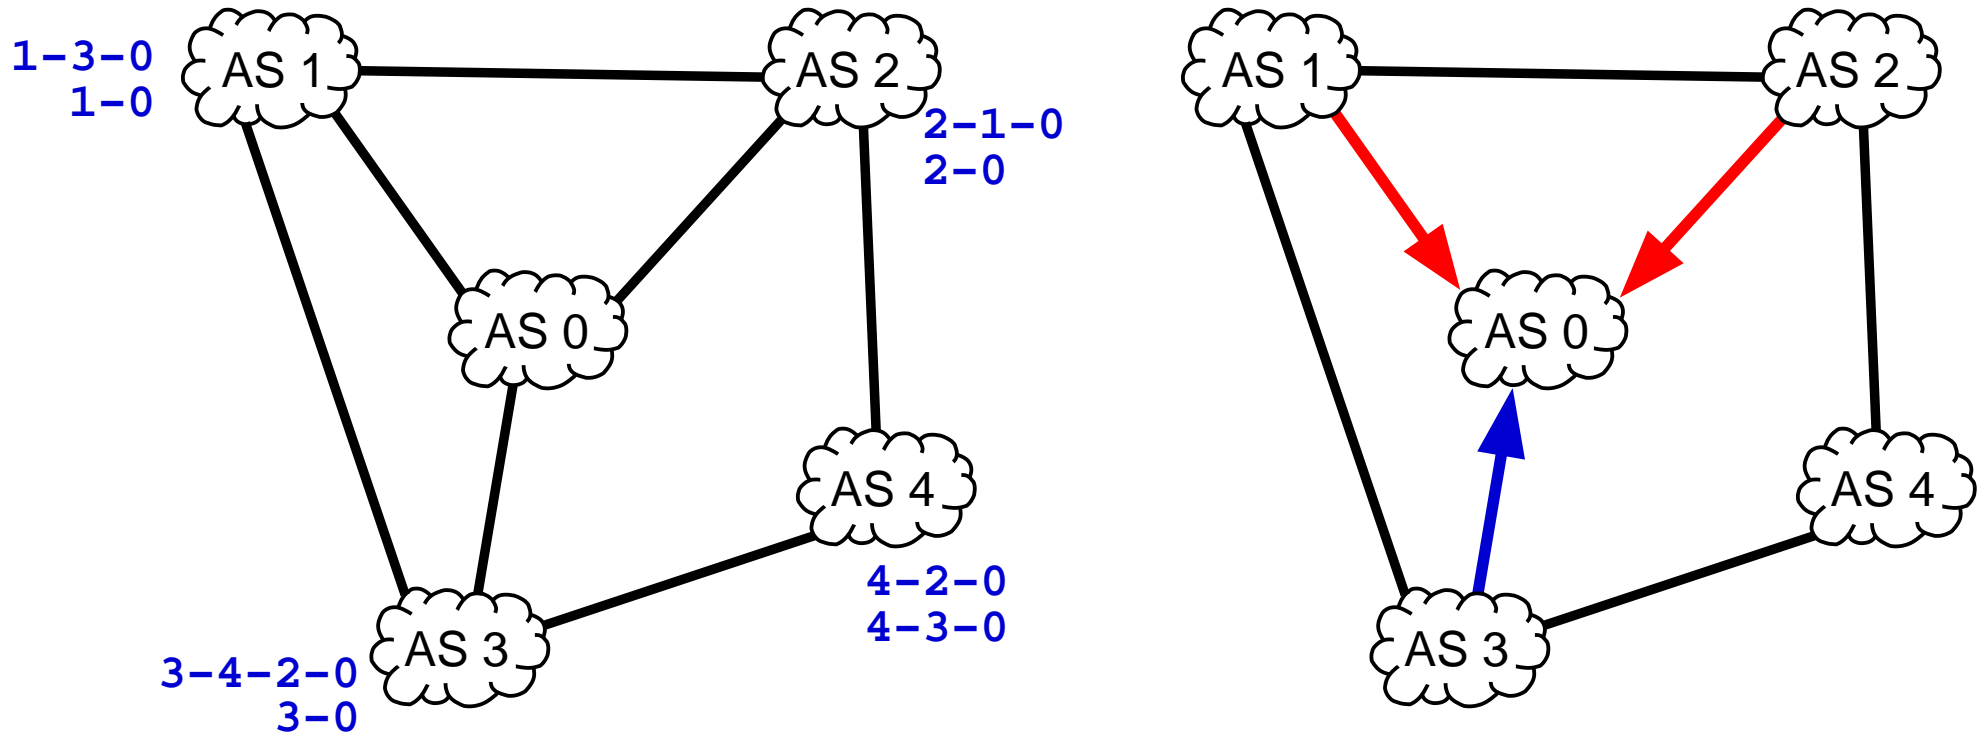 1-3-0
1-0
AS 1
AS 2
2-1-0
2-0
AS 0
AS 4
4-2-0
4-3-0
AS 3
3-4-2-0
3-0
AS 1
AS 2
AS 0
AS 4
AS 3